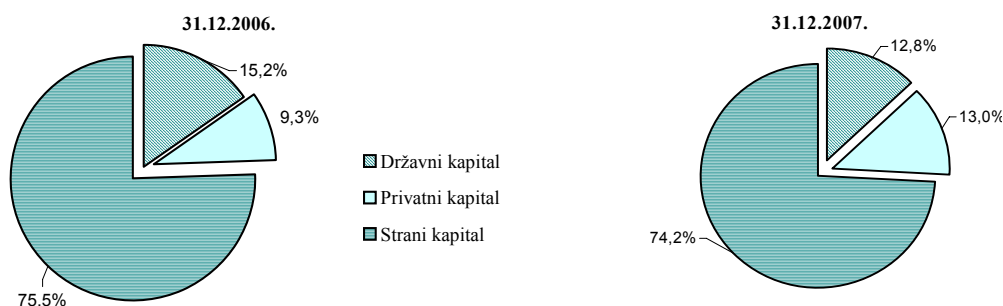 31.12.2006.
15,2%
9,3%
75,5%
Državni kapital
Privatni kapital
Strani kapital
31.12.2007.
12,8%
13,0%
74,2%